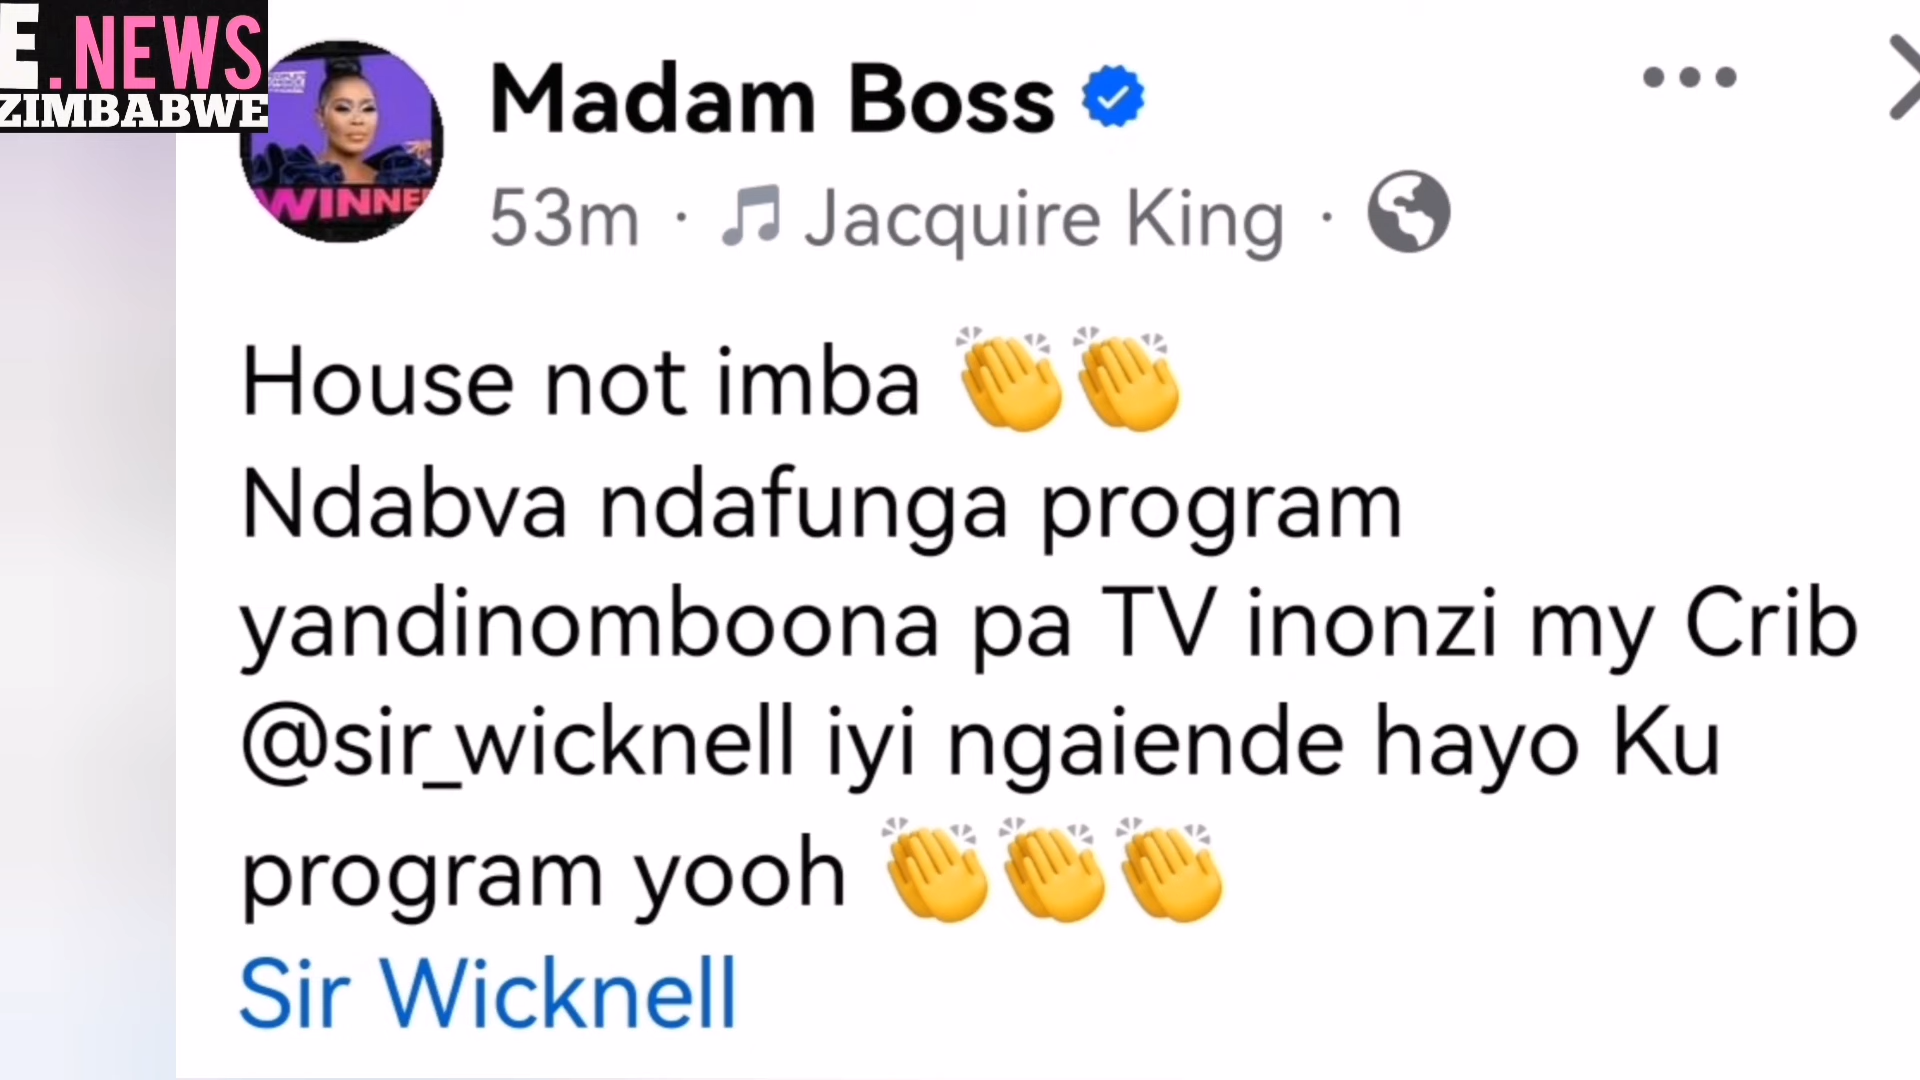 E.NEWS
ZIMBABWE
Madam Boss
53m · Jacquire King ·
House not imba 👏👏
Ndabva ndafunga program
yandinomboona pa TV inonzi my Crib
@sir_wicknell iyi ngaiende hayo Ku
program yooh 👏👏👏
Sir Wicknell